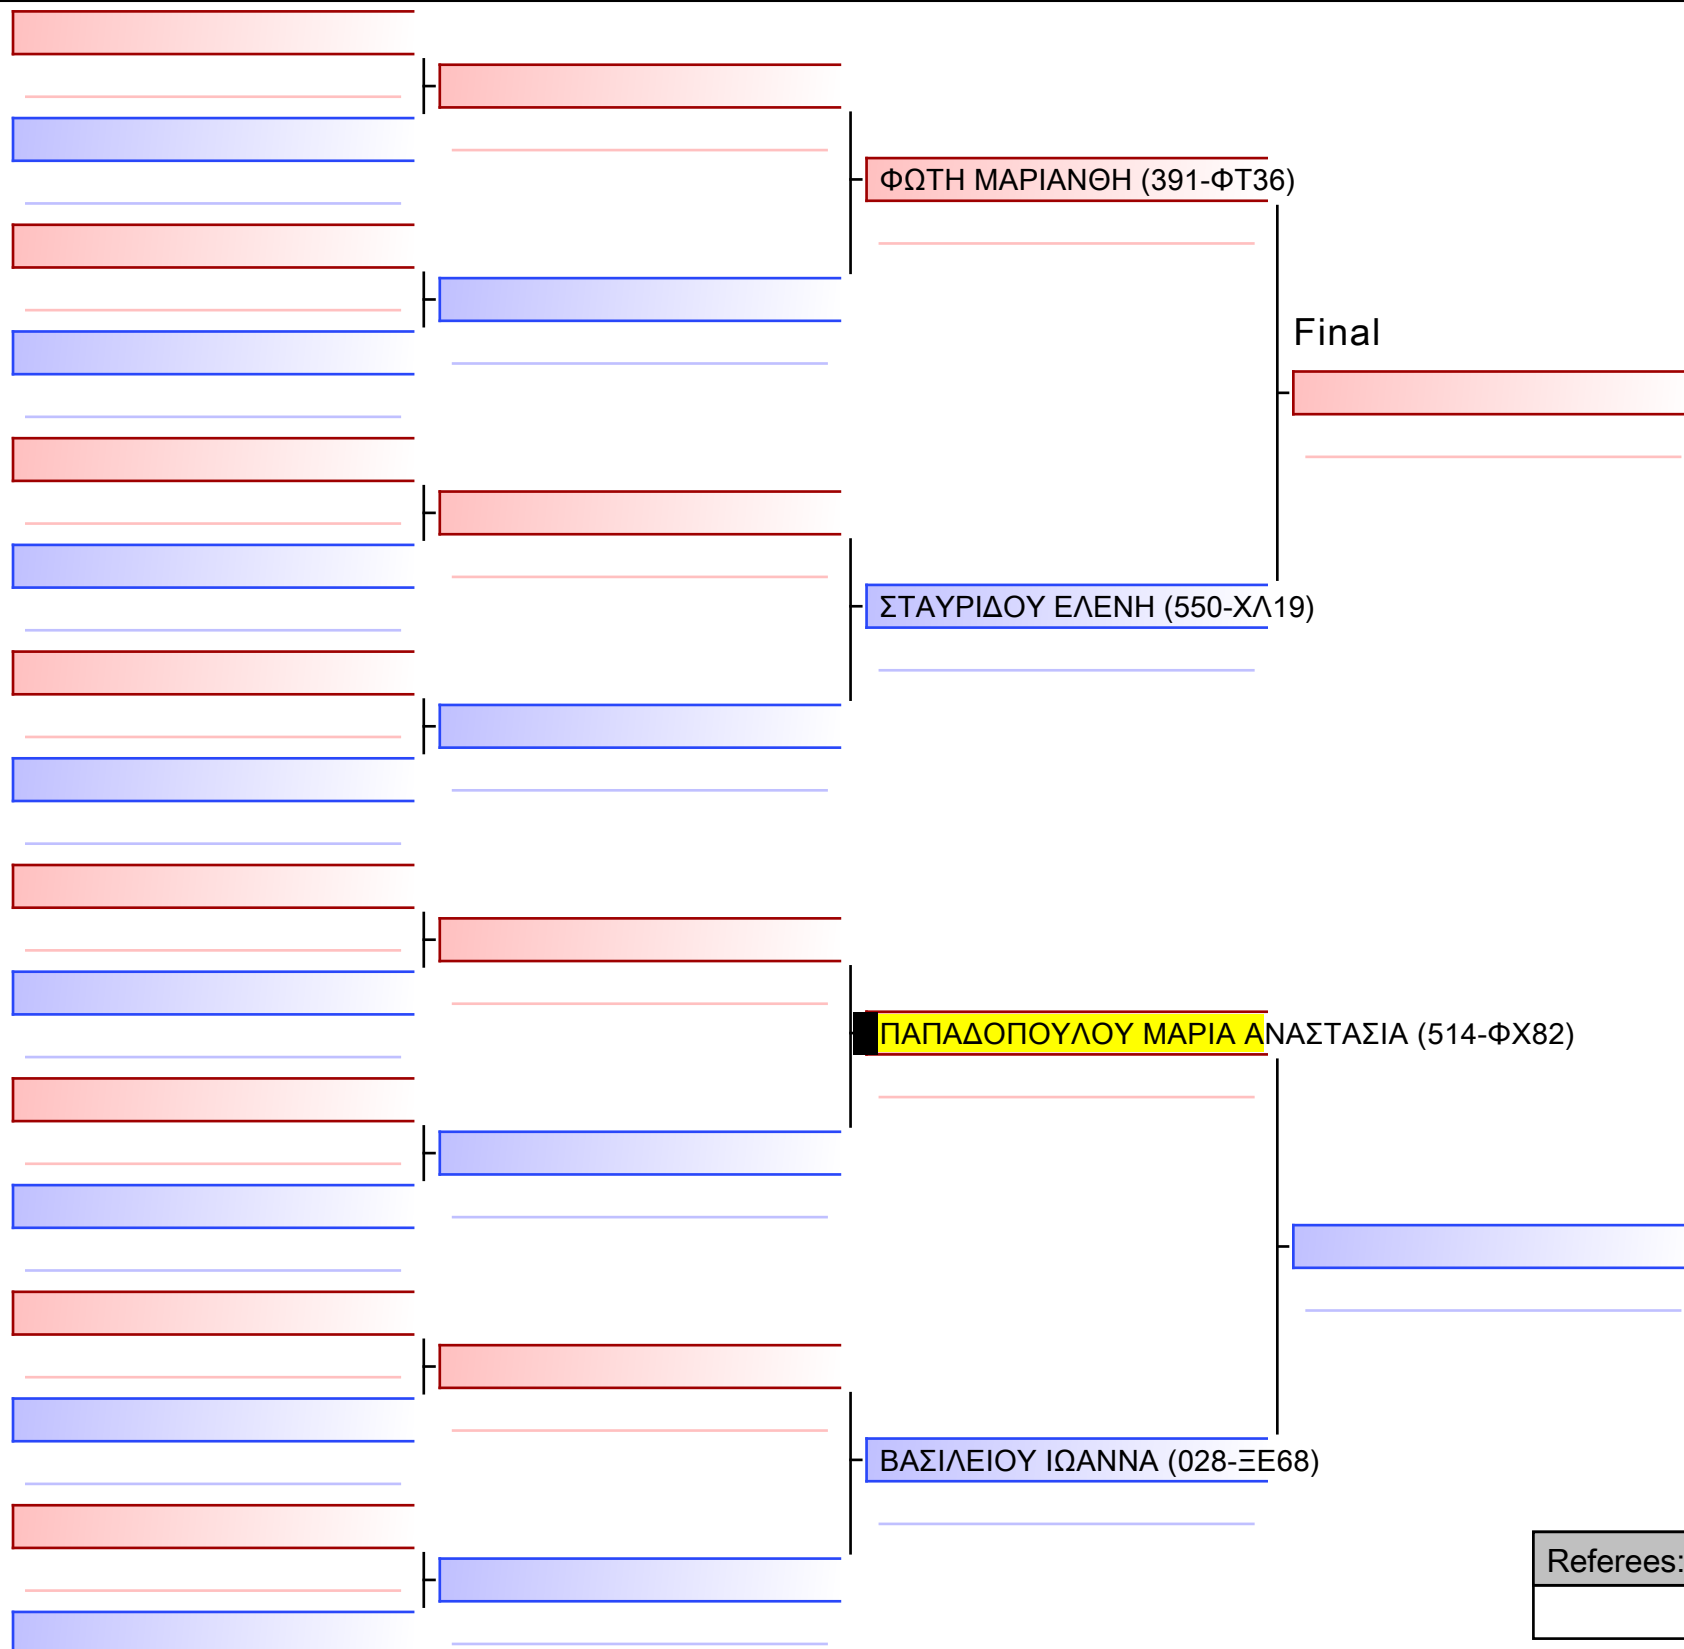 ΦΩΤΗ ΜΑΡΙΑΝΘΗ (391-ΦΤ36)
Final
ΣΤΑΥΡΙΔΟΥ ΕΛΕΝΗ (550-ΧΛ19)
ΠΑΠΑΔΟΠΟΥΛΟΥ ΜΑΡΙΑ ΑΝΑΣΤΑΣΙΑ (514-ΦΧ82)
ΒΑΣΙΛΕΙΟΥ ΙΩΑΝΝΑ (028-ΞΕ68)
Referees: